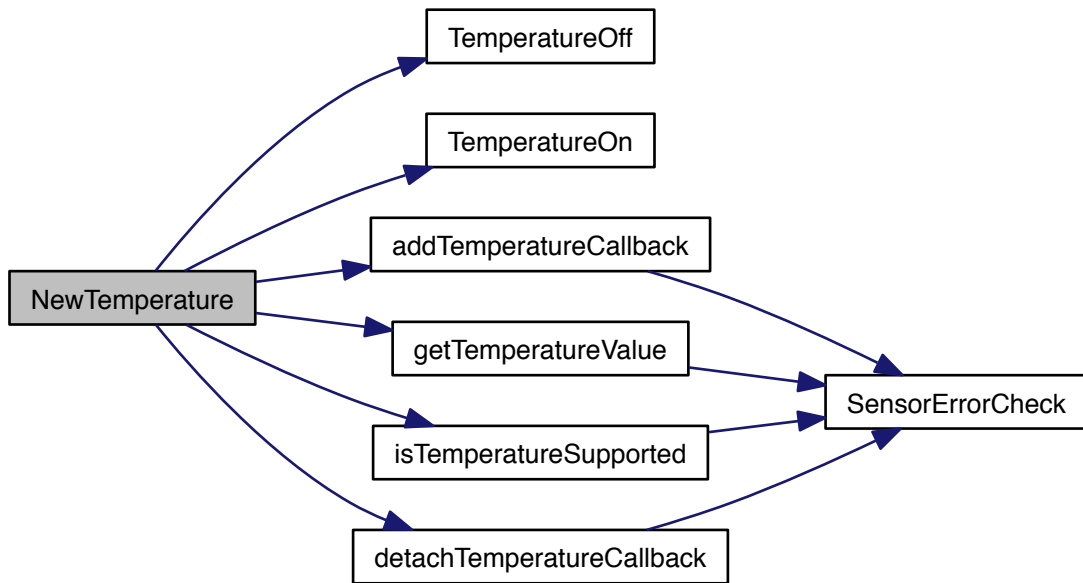 TemperatureOff
TemperatureOn
addTemperatureCallback
NewTemperature
getTemperatureValue
SensorErrorCheck
isTemperatureSupported
detachTemperatureCallback